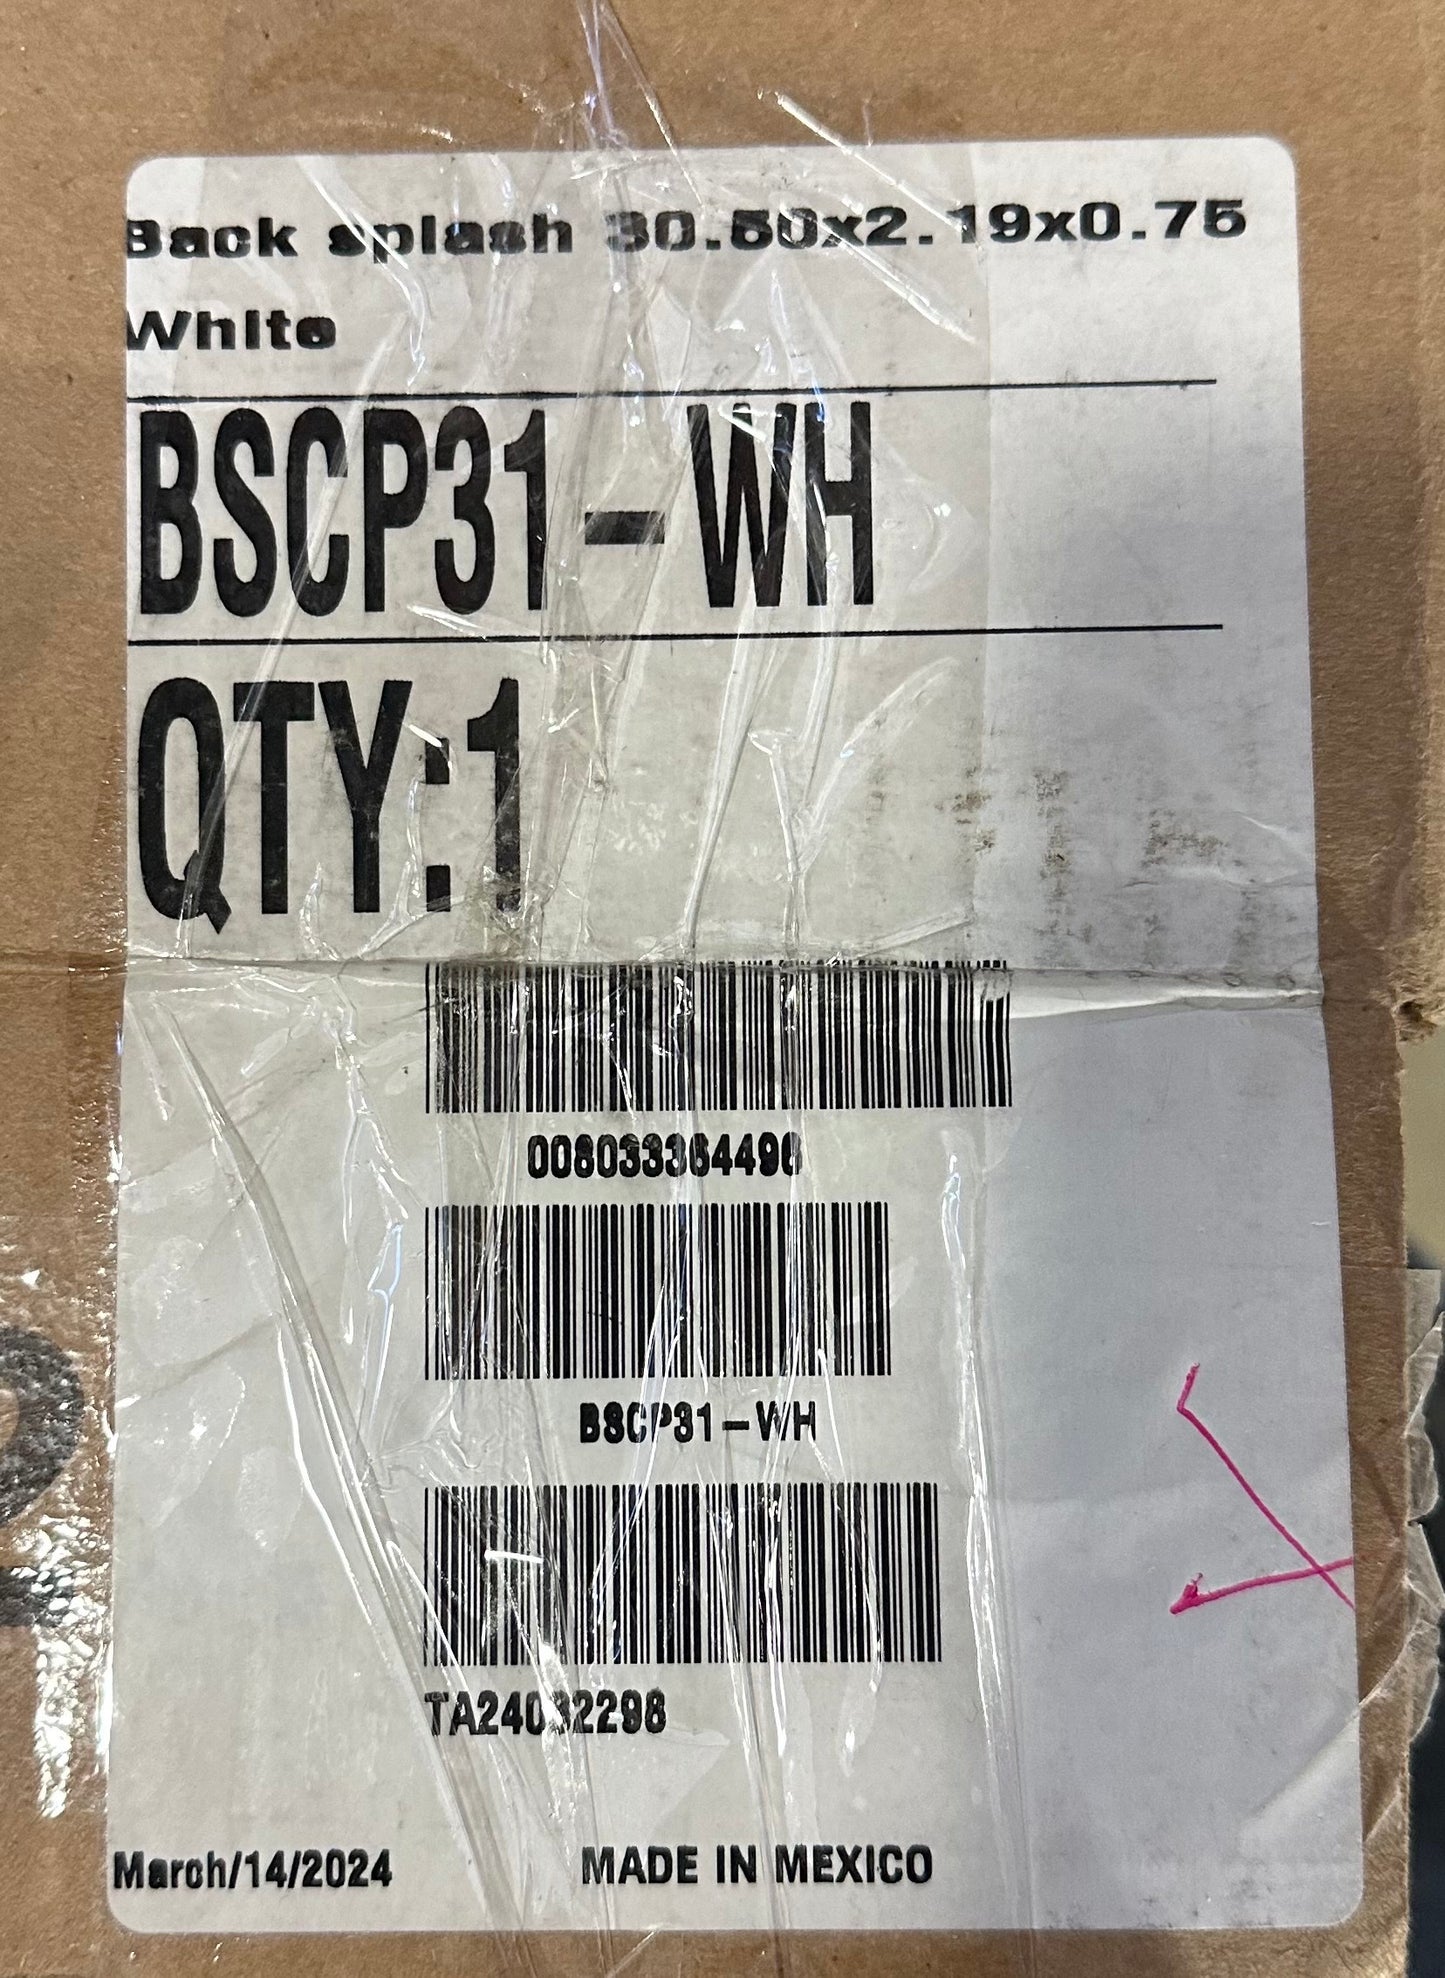 Back splash 30.50x2.19x0.75
White
BSCP31-WH
QTY:1
008033364498
BSCP31-WH
TA24032298
March/14/2024 MADE IN MEXICO